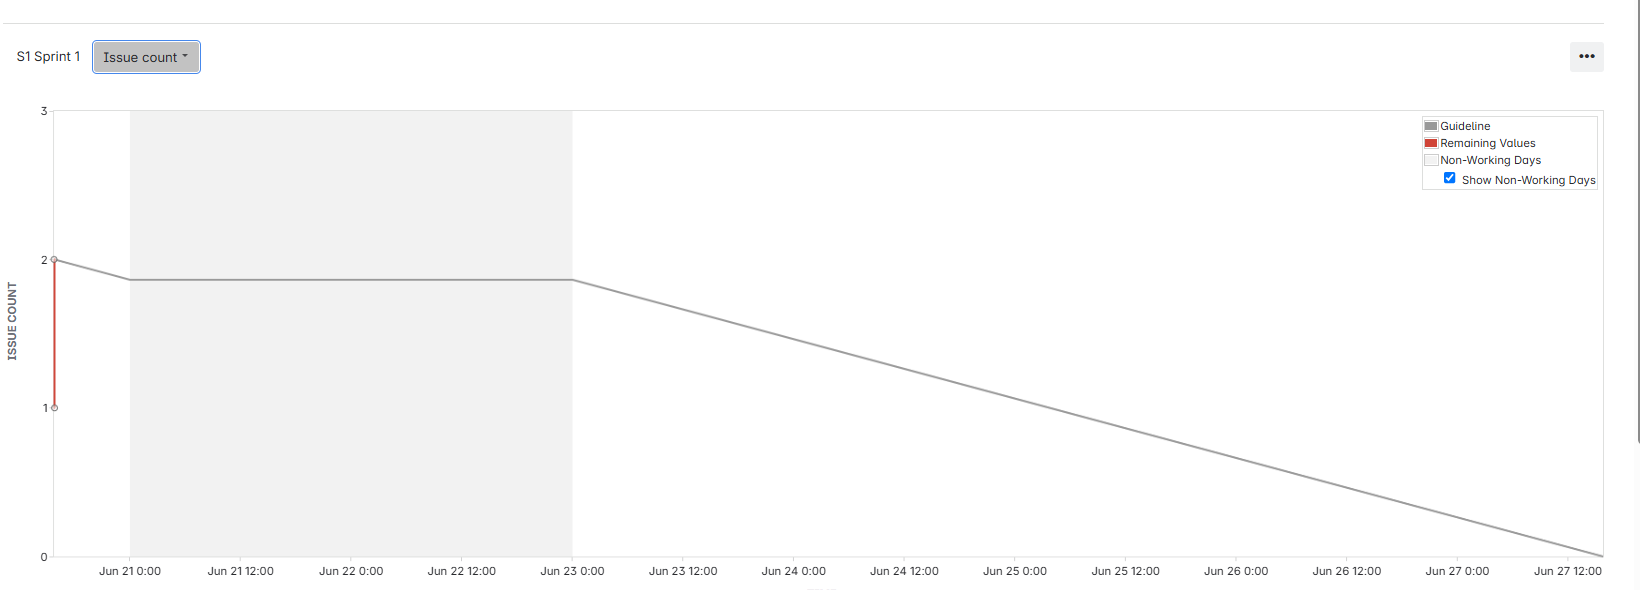 S1 Sprint 1 Issue count
•••
3
Guideline
Remaining Values
Non-Working Days
Show Non-Working Days
2
ISSUE COUNT
1
0
Jun 21 0:00 Jun 21 12:00 Jun 22 0:00 Jun 22 12:00 Jun 23 0:00 Jun 23 12:00 Jun 24 0:00 Jun 24 12:00 Jun 25 0:00 Jun 25 12:00 Jun 26 0:00 Jun 26 12:00 Jun 27 0:00 Jun 27 12:00